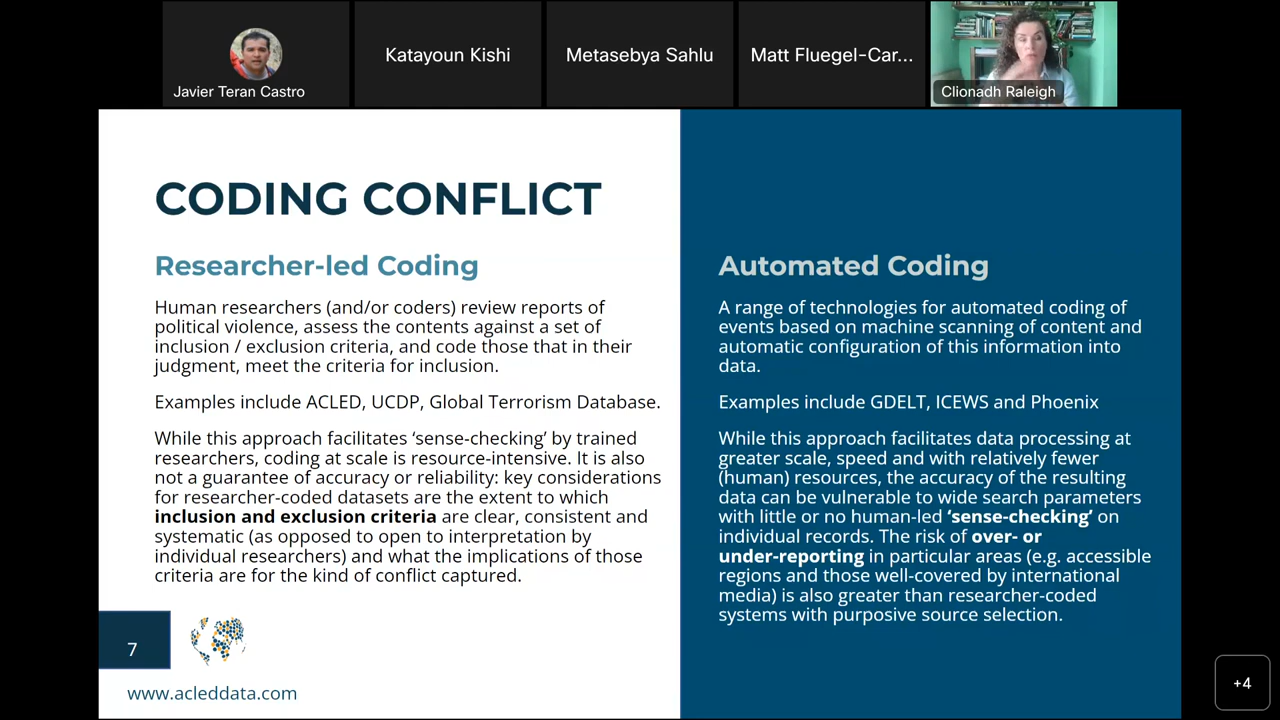 Javier Teran Castro
Katayoun Kishi
Metasebya Sahlu
Matt Fluegel-Car...
Clionadh Raleigh
CODING CONFLICT
Researcher-led Coding
Human researchers (and/or coders) review reports of
political violence, assess the contents against a set of
inclusion / exclusion criteria, and code those that in their
judgment, meet the criteria for inclusion.
Examples include ACLED, UCDP, Global Terrorism Database.
While this approach facilitates ‘sense-checking’ by trained
researchers, coding at scale is resource-intensive. It is also
not a guarantee of accuracy or reliability: key considerations
for researcher-coded datasets are the extent to which
inclusion and exclusion criteria are clear, consistent and
systematic (as opposed to open to interpretation by
individual researchers) and what the implications of those
criteria are for the kind of conflict captured.
7
www.acleddata.com
Automated Coding
A range of technologies for automated coding of
events based on machine scanning of content and
automatic configuration of this information into
data.
Examples include GDELT, ICEWS and Phoenix
While this approach facilitates data processing at
greater scale, speed and with relatively fewer
(human) resources, the accuracy of the resulting
data can be vulnerable to wide search parameters
with little or no human-led ‘sense-checking’ on
individual records. The risk of over- or
under-reporting in particular areas (e.g. accessible
regions and those well-covered by international
media) is also greater than researcher-coded
systems with purposive source selection.
+4